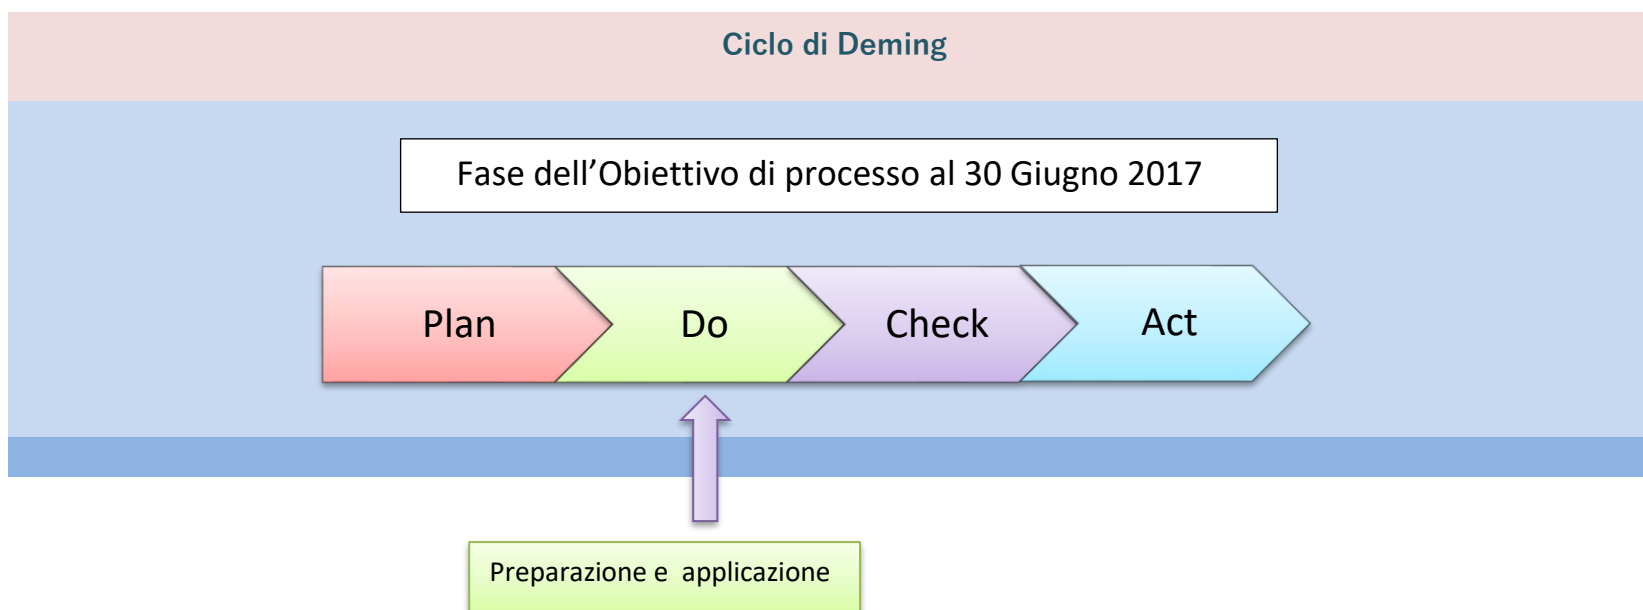 Ciclo di Deming
Fase dell’Obiettivo di processo al 30 Giugno 2017
Plan Do Check Act
Preparazione e applicazione